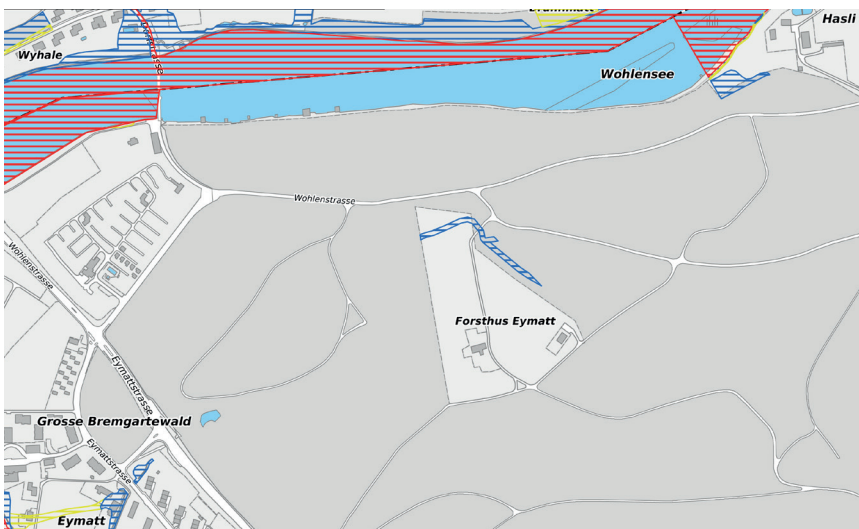 Hasli
Wyhale
Wohlensee
Wohlenstrasse
Wohlenstrasse
Forsthus Eymatt
Eymattstrasse
Grosse Bremgartewald
Eymattstrasse
Eymatt